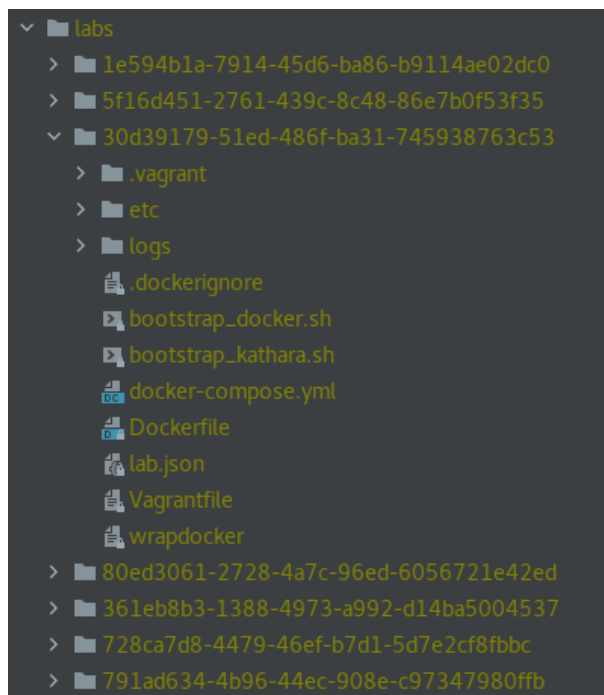 labs
1e594b1a-7914-45d6-ba86-b9114ae02dc0
5f16d451-2761-439c-8c48-86e7b0f53f35
30d39179-51ed-486f-ba31-745938763c53
.vagrant
etc
logs
.dockerignore
bootstrap_docker.sh
bootstrap_kathara.sh
DC docker-compose.yml
D Dockerfile
lab.json
Vagrantfile
wrapdocker
80ed3061-2728-4a7c-96ed-6056721e42ed
361eb8b3-1388-4973-a992-d14ba5004537
728ca7d8-4479-46ef-b7d1-5d7e2cf8fbbc
791ad634-4b96-44ec-908e-c97347980ffb